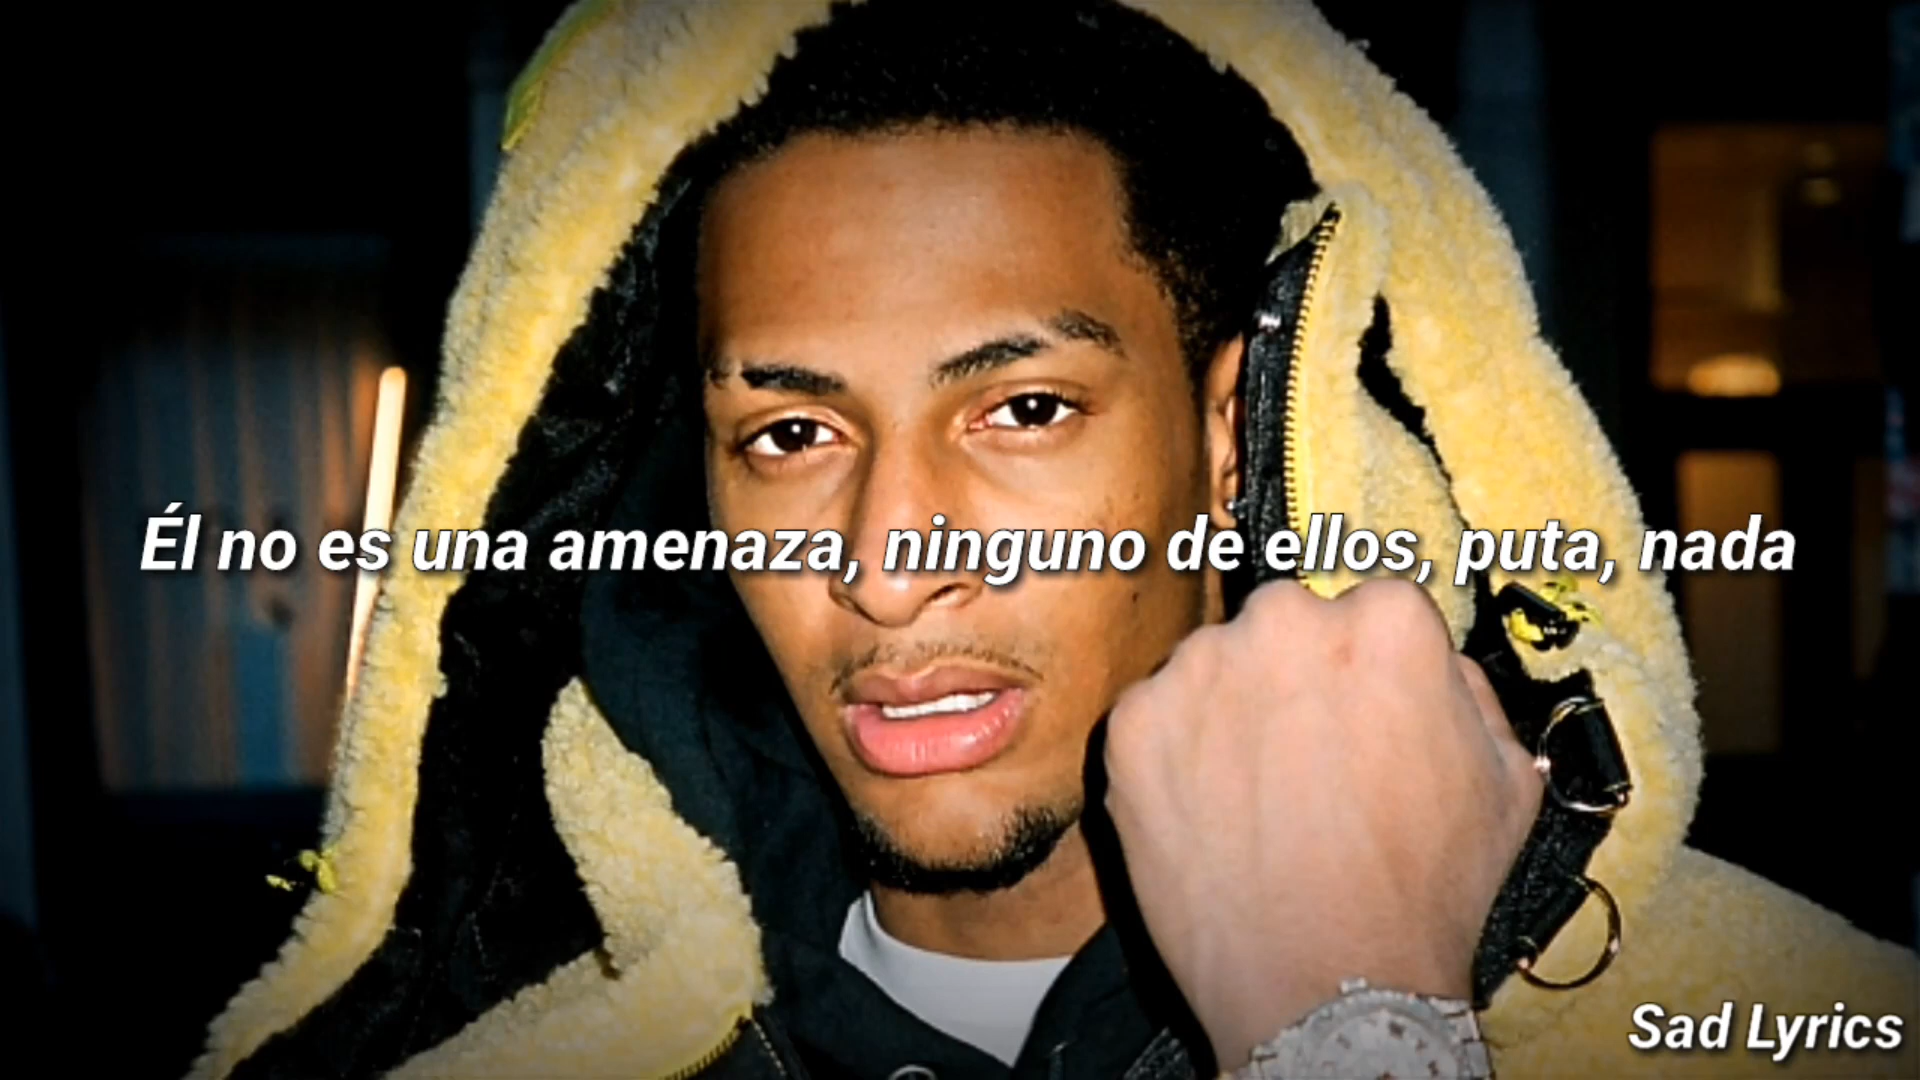 Él no es una amenaza, ninguno de ellos, puta, nada
Sad Lyrics